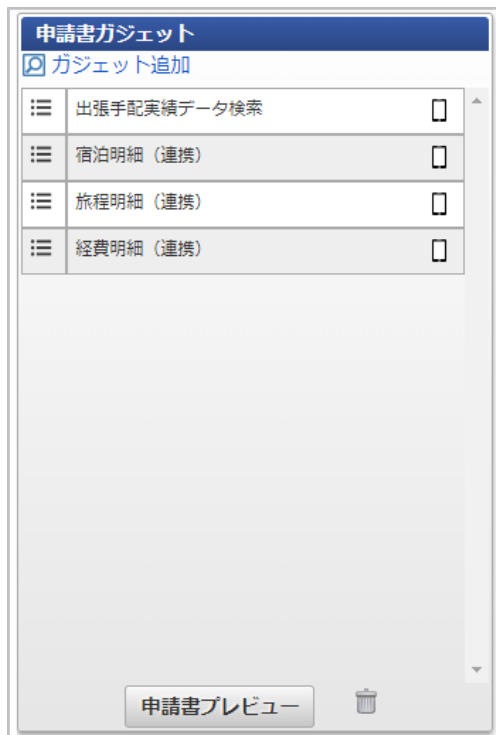 申請書ガジェット
ガジェット追加
出張手配実績データ検索
宿泊明細（連携）
旅程明細（連携）
経費明細（連携）
申請書プレビュー